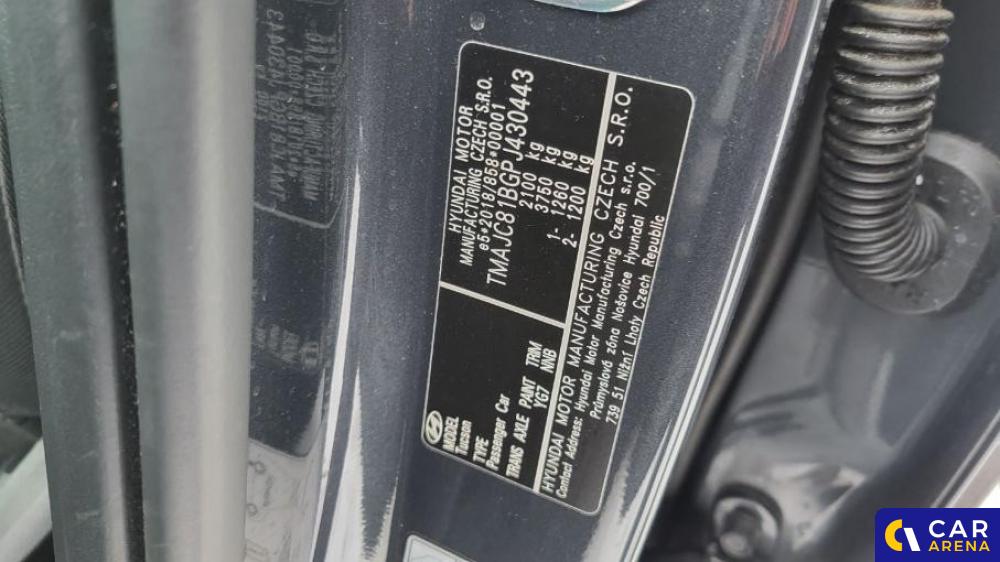 HYUNDAI MOTOR
MANUFACTURING CZECH S.R.O.
e5*2018/858*00001
TMAJC81BGPJ430443
2100 kg
3750 kg
1- 1260 kg
2- 1200 kg
MODEL
Tucson
TYPE
Passenger Car
TRANS AXLE PAINT TRIM
YG7 NNB
HYUNDAI MOTOR MANUFACTURING CZECH S.R.O.
Contact Address: Hyundai Motor Manufacturing Czech s.r.o.
Průmyslová zóna Nošovice Hyundai 700/1
739 51 Nižní Lhoty Czech Republic
CAR
ARENA